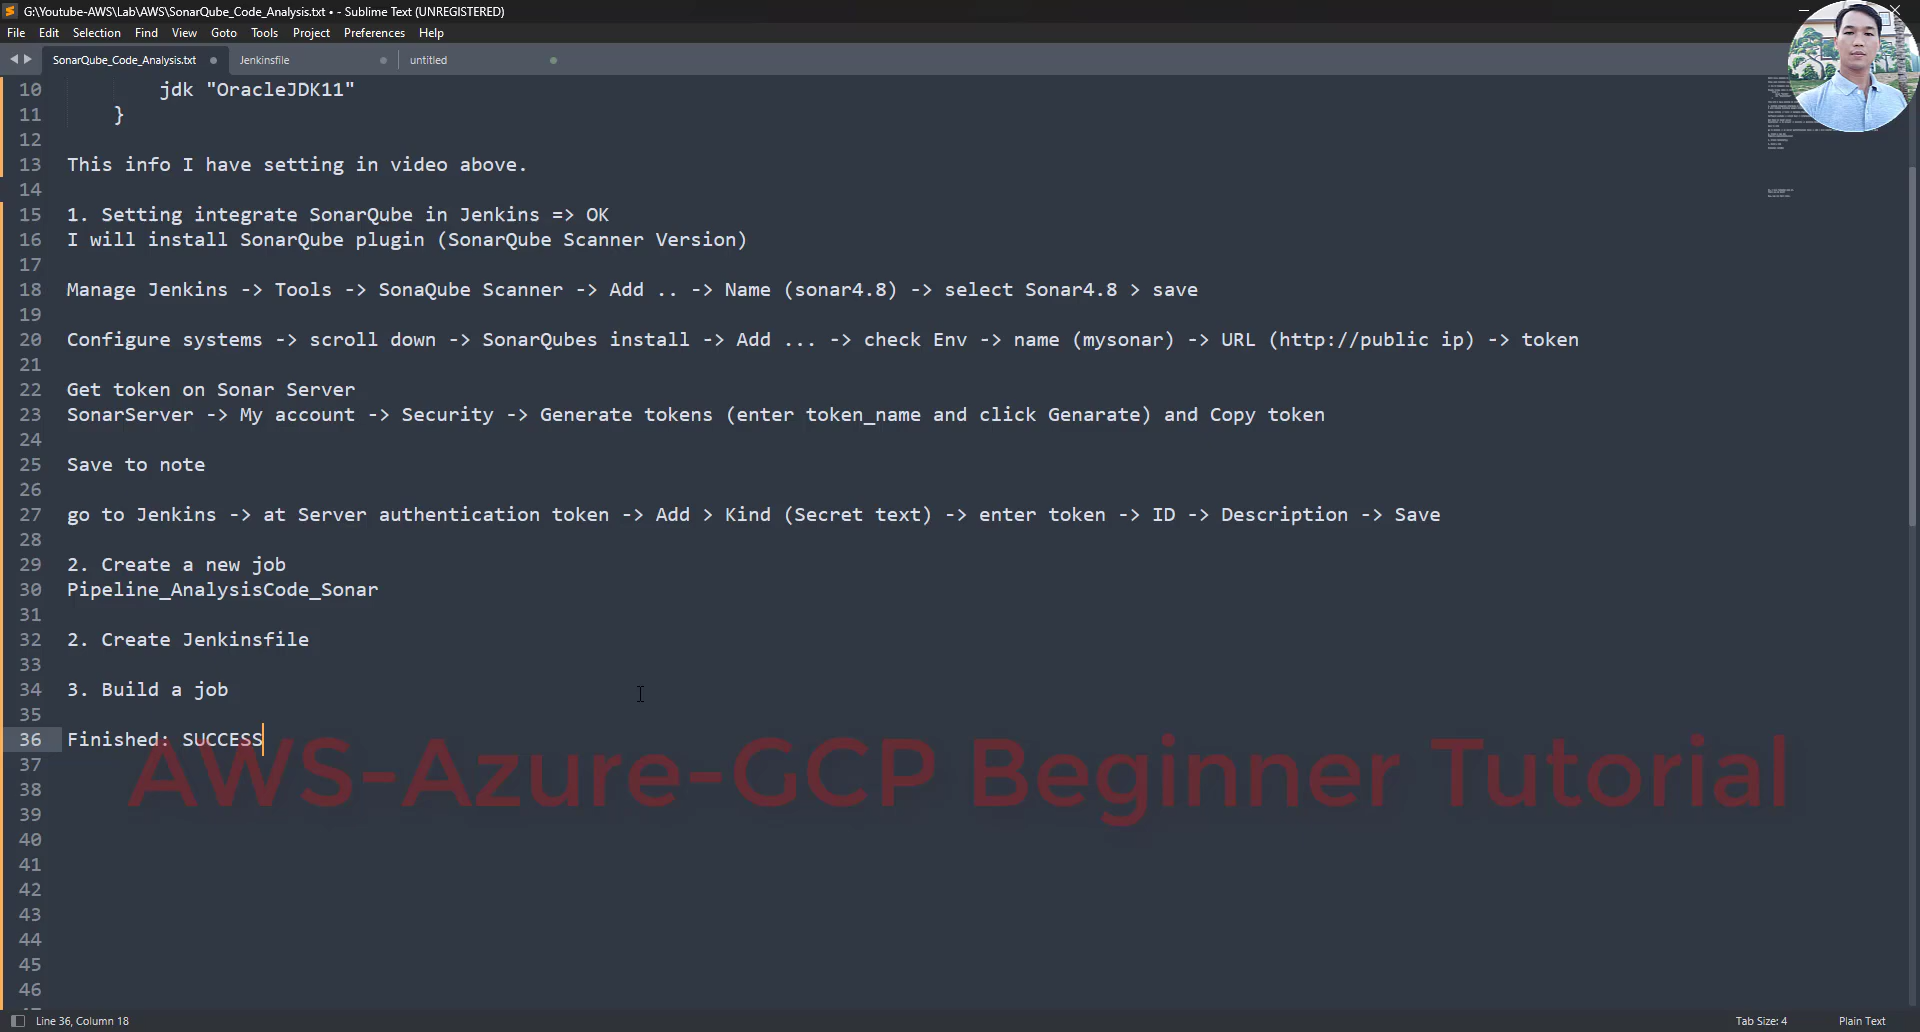 G:\Youtube-AWS\Lab\AWS\SonarQube_Code_Analysis.txt • - Sublime Text (UNREGISTERED)
File Edit Selection Find View Goto Tools Project Preferences Help
SonarQube_Code_Analysis.txt Jenkinsfile untitled
10 jdk "OracleJDK11"
11 }
12
13 This info I have setting in video above.
14
15 1. Setting integrate SonarQube in Jenkins => OK
16 I will install SonarQube plugin (SonarQube Scanner Version)
17
18 Manage Jenkins -> Tools -> SonaQube Scanner -> Add .. -> Name (sonar4.8) -> select Sonar4.8 > save
19
20 Configure systems -> scroll down -> SonarQubes install -> Add ... -> check Env -> name (mysonar) -> URL (http://public ip) -> token
21
22 Get token on Sonar Server
23 SonarServer -> My account -> Security -> Generate tokens (enter token_name and click Genarate) and Copy token
24
25 Save to note
26
27 go to Jenkins -> at Server authentication token -> Add > Kind (Secret text) -> enter token -> ID -> Description -> Save
28
29 2. Create a new job
30 Pipeline_AnalysisCode_Sonar
31
32 2. Create Jenkinsfile
33
34 3. Build a job
35
36 Finished: SUCCESS
37
AWS-Azure-GCP Beginner Tutorial
38
39
40
41
42
43
44
45
46
Line 36, Column 18 Tab Size: 4 Plain Text